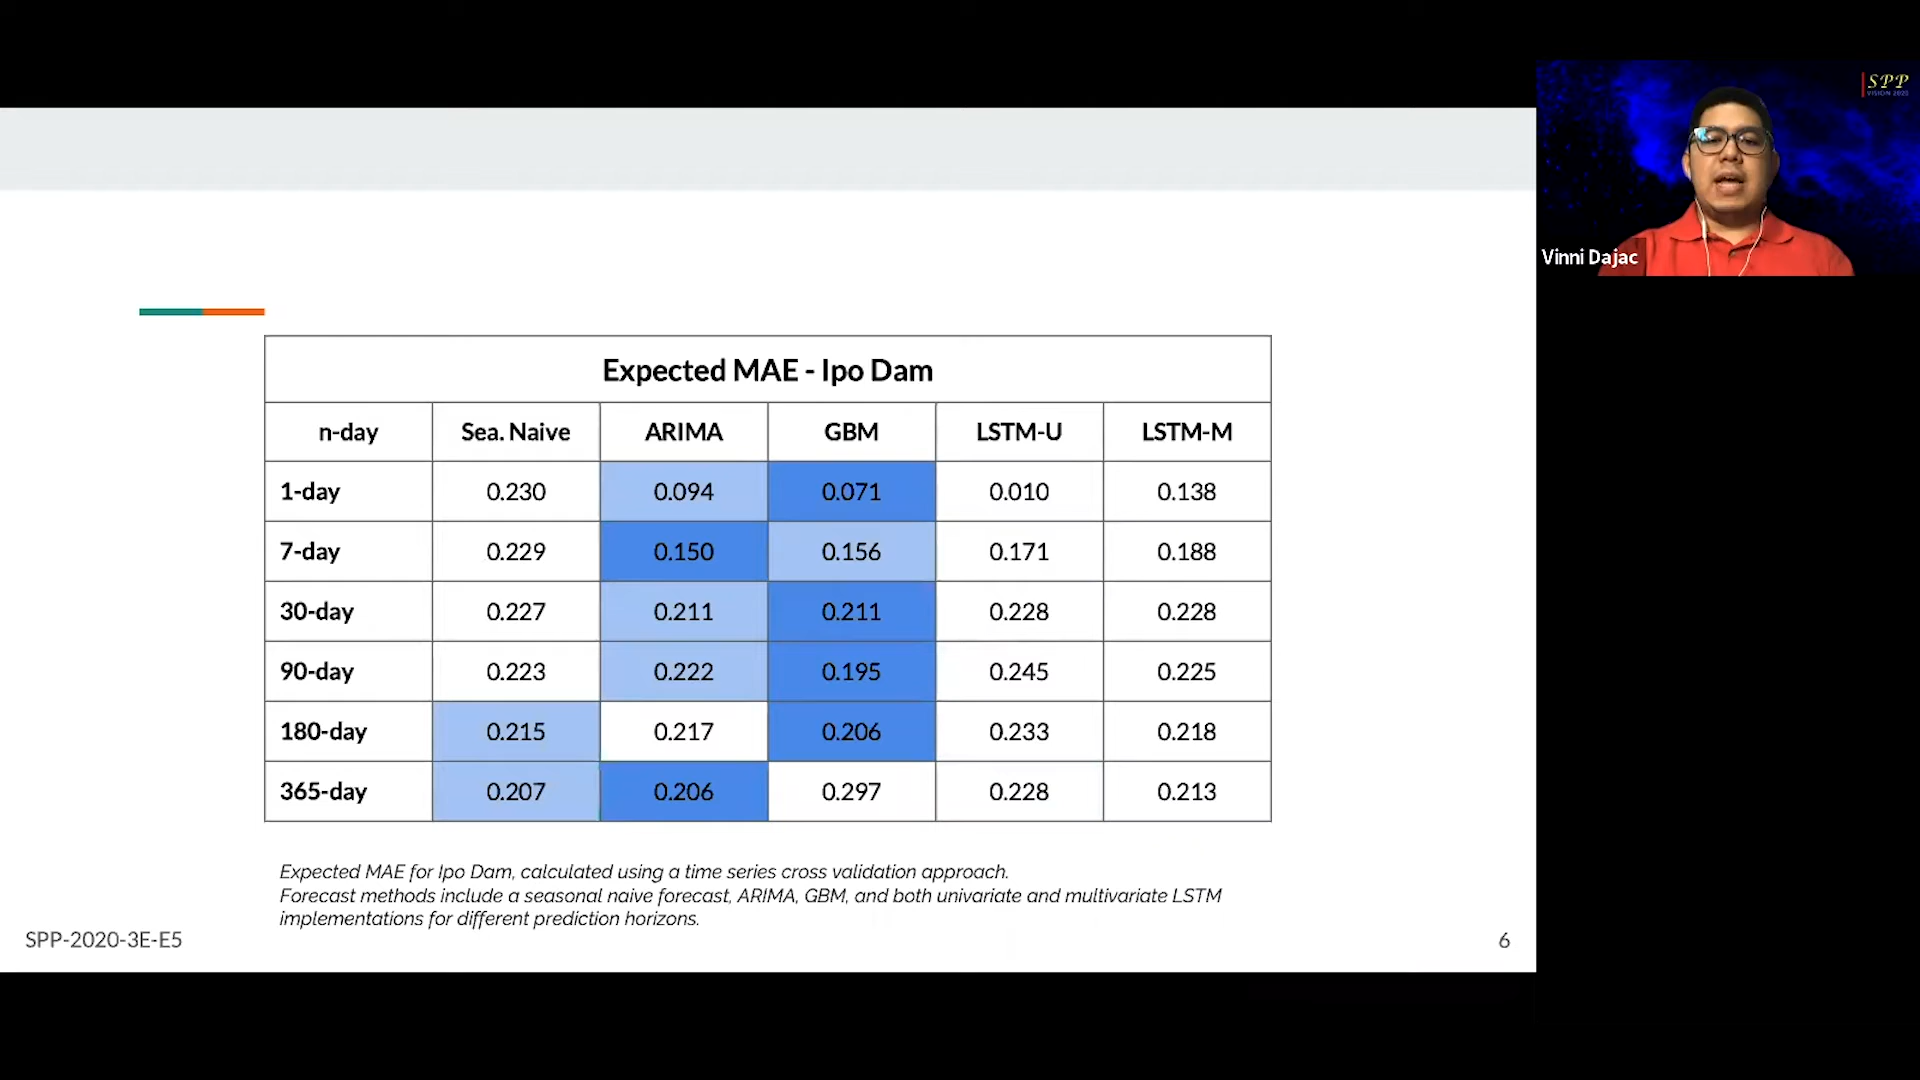 SPP
VISION 2020
Vinni Dajac
Expected MAE - Ipo Dam
n-day Sea. Naive ARIMA GBM LSTM-U LSTM-M
1-day 0.230 0.094 0.071 0.010 0.138
7-day 0.229 0.150 0.156 0.171 0.188
30-day 0.227 0.211 0.211 0.228 0.228
90-day 0.223 0.222 0.195 0.245 0.225
180-day 0.215 0.217 0.206 0.233 0.218
365-day 0.207 0.206 0.297 0.228 0.213
Expected MAE for Ipo Dam, calculated using a time series cross validation approach.
Forecast methods include a seasonal naive forecast, ARIMA, GBM, and both univariate and multivariate LSTM
implementations for different prediction horizons.
SPP-2020-3E-E5
6